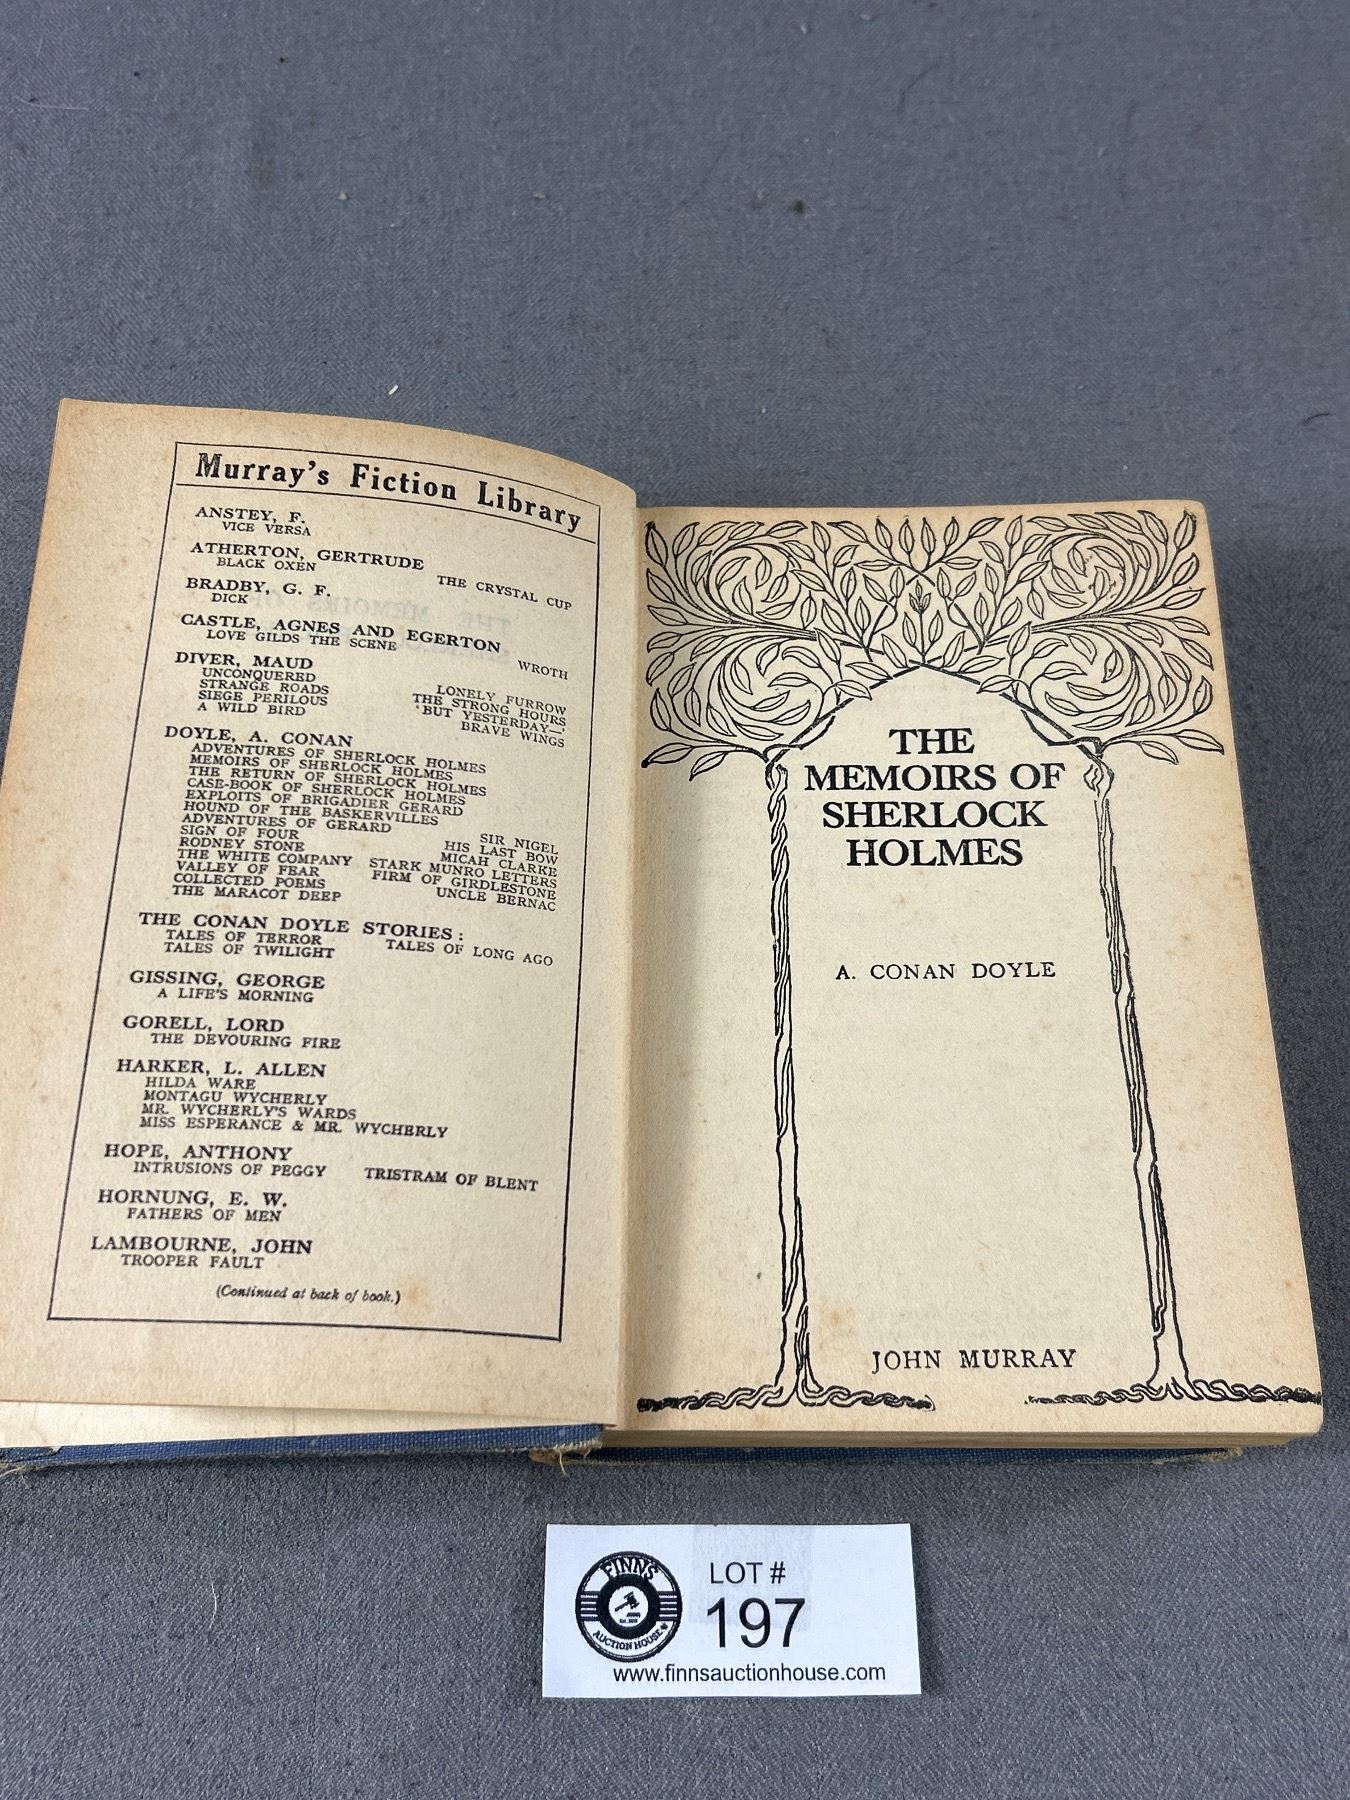 Murray's Fiction Library
ANSTEY, F.
VICE VERSA
ATHERTON, GERTRUDE
BLACK OXEN THE CRYSTAL CUP
BRADBY, G. F.
DICK
CASTLE, AGNES AND EGERTON
LOVE GILDS THE SCENE WROTH
DIVER, MAUD
UNCONQUERED LONELY FURROW
STRANGE ROADS THE STRONG HOURS
SIEGE PERILOUS 'BUT YESTERDAY—'
A WILD BIRD BRAVE WINGS
DOYLE, A. CONAN
ADVENTURES OF SHERLOCK HOLMES
MEMOIRS OF SHERLOCK HOLMES
THE RETURN OF SHERLOCK HOLMES
CASE-BOOK OF SHERLOCK HOLMES
EXPLOITS OF BRIGADIER GERARD
HOUND OF THE BASKERVILLES
ADVENTURES OF GERARD SIR NIGEL
SIGN OF FOUR HIS LAST BOW
RODNEY STONE MICAH CLARKE
THE WHITE COMPANY STARK MUNRO LETTERS
VALLEY OF FEAR FIRM OF GIRDLESTONE
COLLECTED POEMS UNCLE BERNAC
THE MARACOT DEEP
THE CONAN DOYLE STORIES:
TALES OF TERROR TALES OF LONG AGO
TALES OF TWILIGHT
GISSING, GEORGE
A LIFE'S MORNING
GORELL, LORD
THE DEVOURING FIRE
HARKER, L. ALLEN
HILDA WARE
MONTAGU WYCHERLY
MR. WYCHERLY'S WARDS
MISS ESPERANCE & MR. WYCHERLY
HOPE, ANTHONY
INTRUSIONS OF PEGGY TRISTRAM OF BLENT
HORNUNG, E. W.
FATHERS OF MEN
LAMBOURNE, JOHN
TROOPER FAULT
(Continued at back of book.)
THE
MEMOIRS OF
SHERLOCK
HOLMES
A. CONAN DOYLE
JOHN MURRAY
FINNS
AUCTION HOUSE
LOT #
197
www.finnsauctionhouse.com